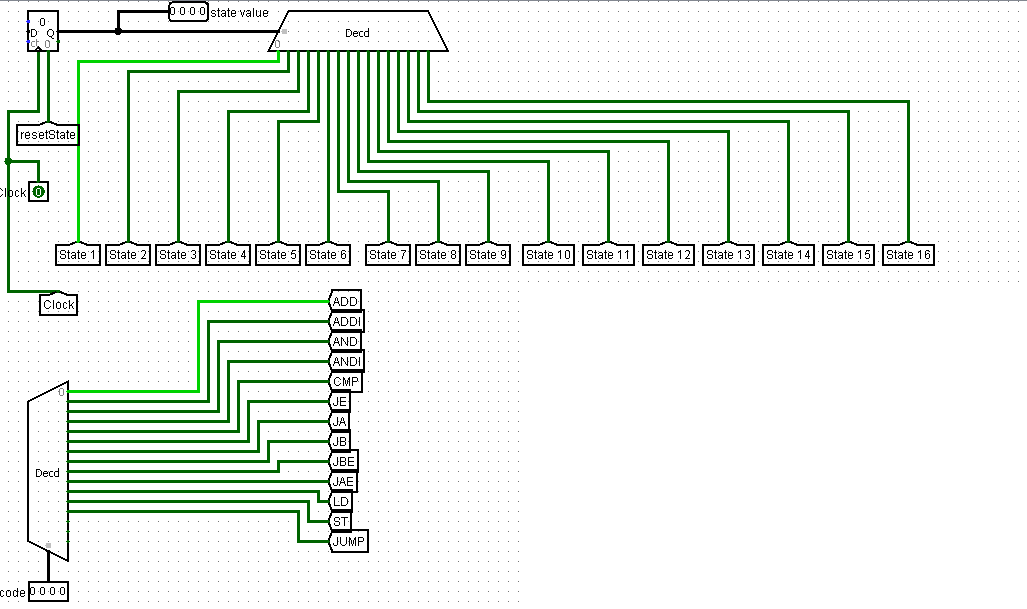 0 0 0 0 state value
0
D Q
ct 0
Decd
0
resetState
Clock
0
State 1 State 2 State 3 State 4 State 5 State 6 State 7 State 8 State 9 State 10 State 11 State 12 State 13 State 14 State 15 State 16
Clock
ADD
ADDI
AND
ANDI
CMP
JE
JA
JB
JBE
JAE
LD
ST
JUMP
0
Decd
code 0 0 0 0